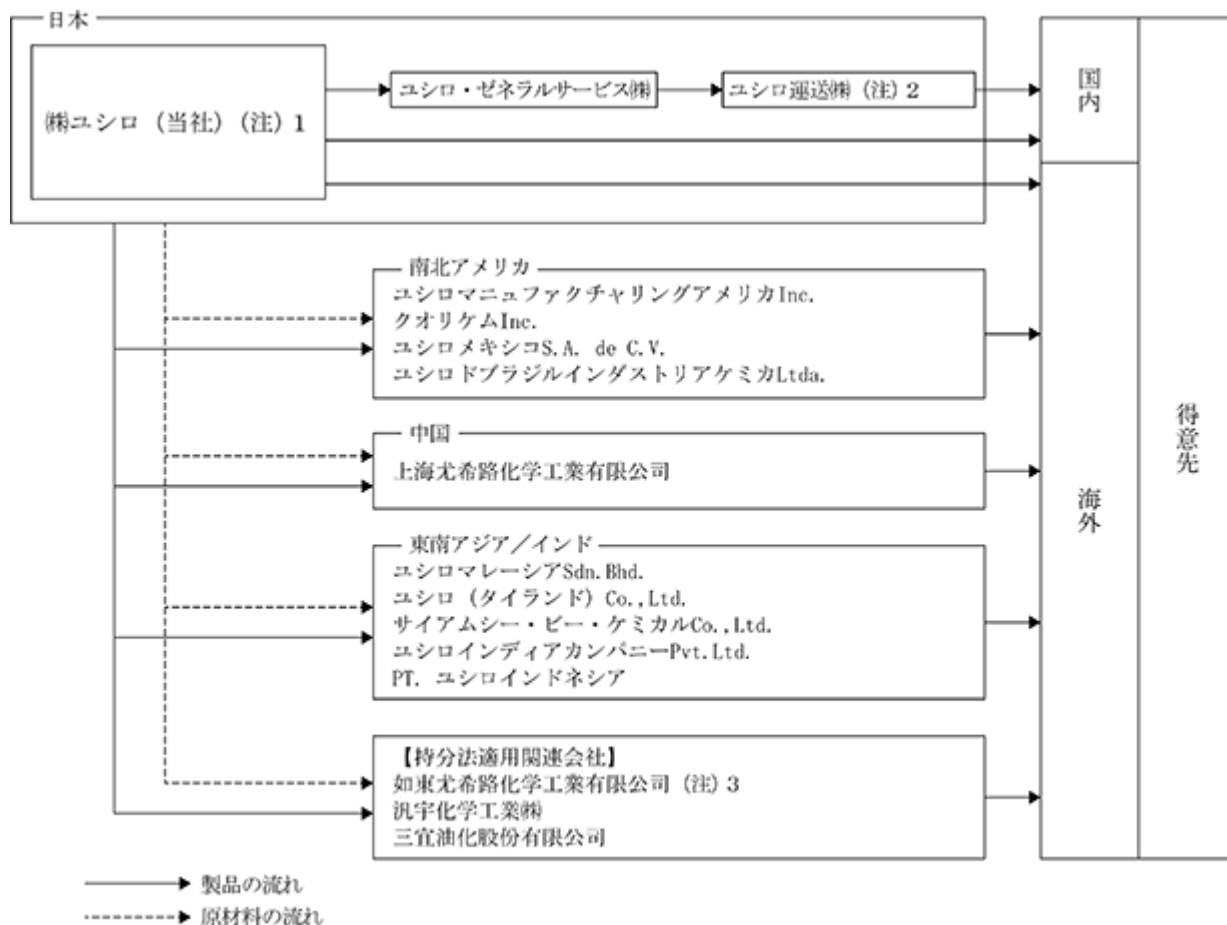 日本
㈱ユシロ (当社) (注) 1
ユシロ・ゼネラルサービス㈱
ユシロ運送㈱ (注) 2
国内
南北アメリカ
ユシロマニュファクチャリングアメリカInc.
クオリケムInc.
ユシロメキシコS.A. de C.V.
ユシロドブラジルインダストリアケミカLtda.
中国
上海尤希路化学工業有限公司
東南アジア／インド
ユシロマレーシアSdn.Bhd.
ユシロ (タイランド) Co.,Ltd.
サイアムシー・ピー・ケミカルCo.,Ltd.
ユシロインディアカンパニーPvt.Ltd.
PT. ユシロインドネシア
【持分法適用関連会社】
如東尤希路化学工業有限公司 (注) 3
汎宇化学工業㈱
三宜油化股份有限公司
海外
得意先
製品の流れ
原材料の流れ